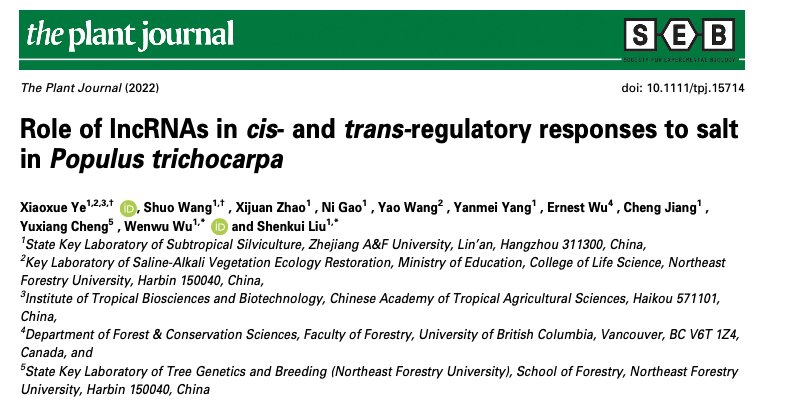 the plant journal
SEB
SOCIETY FOR EXPERIMENTAL BIOLOGY
The Plant Journal (2022)
doi: 10.1111/tpj.15714
Role of lncRNAs in cis- and trans-regulatory responses to salt
in Populus trichocarpa
Xiaoxue Ye1,2,3,† iD, Shuo Wang1,†, Xijuan Zhao1, Ni Gao1, Yao Wang2, Yanmei Yang1, Ernest Wu4, Cheng Jiang1,
Yuxiang Cheng5, Wenwu Wu1,* iD and Shenkui Liu1,*
1State Key Laboratory of Subtropical Silviculture, Zhejiang A&F University, Lin’an, Hangzhou 311300, China,
2Key Laboratory of Saline-Alkali Vegetation Ecology Restoration, Ministry of Education, College of Life Science, Northeast
Forestry University, Harbin 150040, China,
3Institute of Tropical Biosciences and Biotechnology, Chinese Academy of Tropical Agricultural Sciences, Haikou 571101,
China,
4Department of Forest & Conservation Sciences, Faculty of Forestry, University of British Columbia, Vancouver, BC V6T 1Z4,
Canada, and
5State Key Laboratory of Tree Genetics and Breeding (Northeast Forestry University), School of Forestry, Northeast Forestry
University, Harbin 150040, China